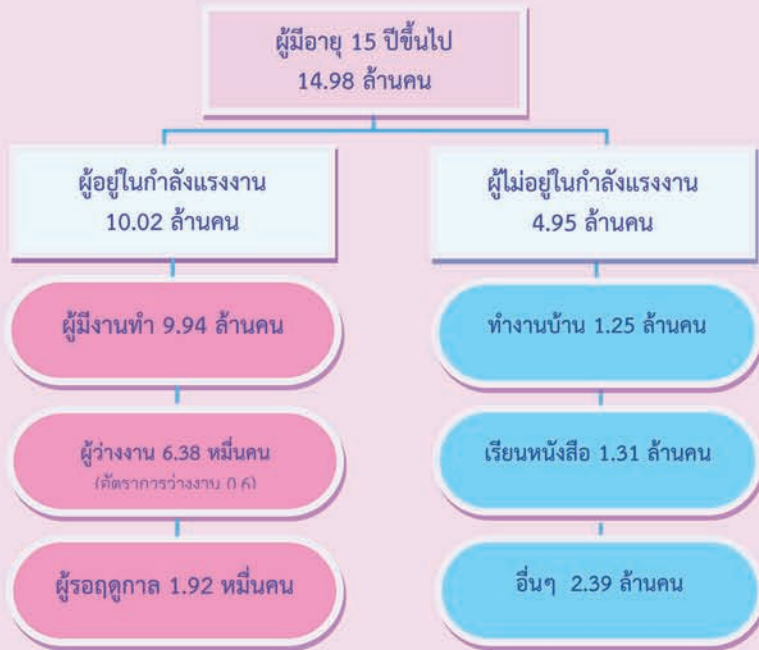 ผู้มีอายุ 15 ปีขึ้นไป
14.98 ล้านคน
ผู้อยู่ในกำลังแรงงาน
10.02 ล้านคน
ผู้ไม่อยู่ในกำลังแรงงาน
4.95 ล้านคน
ผู้มีงานทำ 9.94 ล้านคน
ผู้ว่างงาน 6.38 หมื่นคน
(อัตราการว่างงาน 0.6)
ผู้รอฤดูกาล 1.92 หมื่นคน
ทำงานบ้าน 1.25 ล้านคน
เรียนหนังสือ 1.31 ล้านคน
อื่นๆ 2.39 ล้านคน